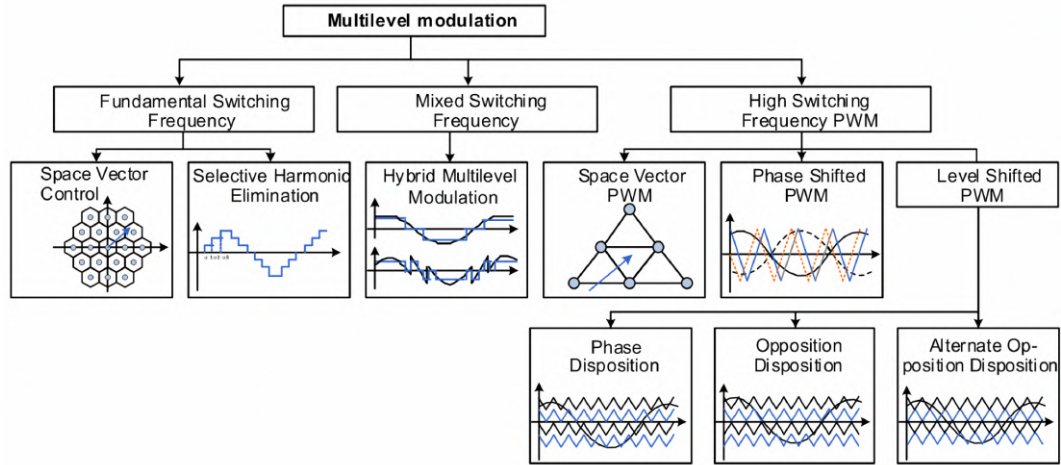 Multilevel modulation
Fundamental Switching
Frequency
Mixed Switching
Frequency
High Switching
Frequency PWM
Space Vector
Control
Selective Harmonic
Elimination
Hybrid Multilevel
Modulation
Space Vector
PWM
Phase Shifted
PWM
Level Shifted
PWM
Phase
Disposition
Opposition
Disposition
Alternate Op-
position Disposition